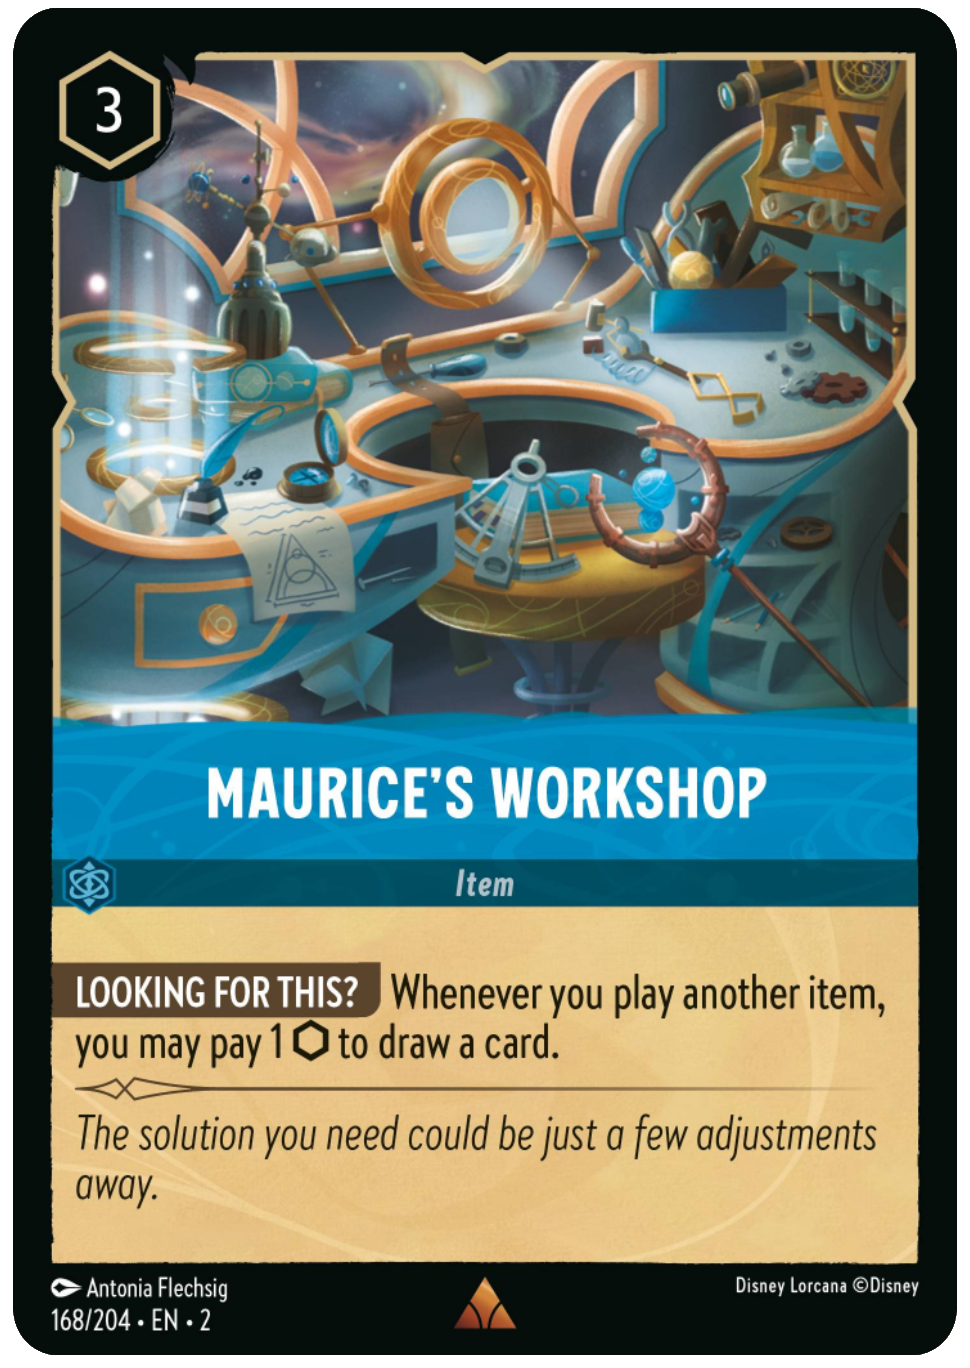 3
MAURICE'S WORKSHOP
Item
LOOKING FOR THIS? Whenever you play another item,
you may pay 1 ⬡ to draw a card.
The solution you need could be just a few adjustments
away.
Antonia Flechsig
168/204 • EN • 2
Disney Lorcana ©Disney